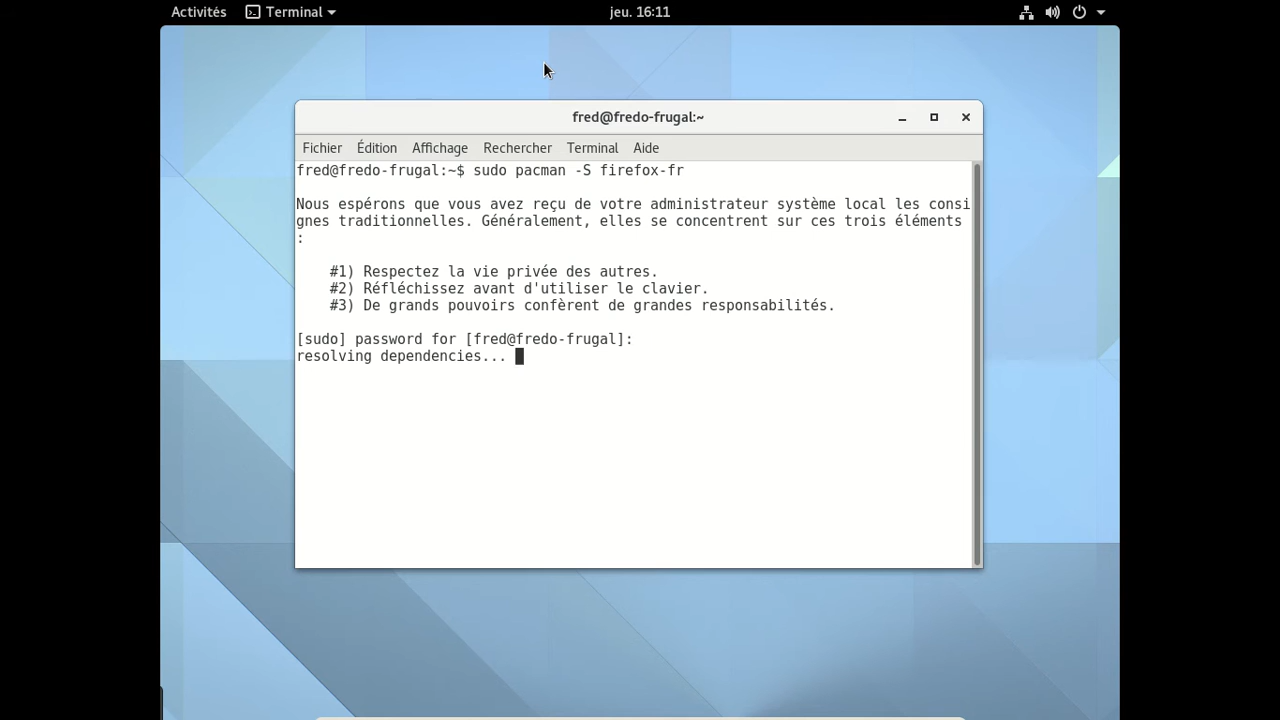 Activités Terminal jeu. 16:11
fred@fredo-frugal:~
Fichier Édition Affichage Rechercher Terminal Aide
fred@fredo-frugal:~$ sudo pacman -S firefox-fr
Nous espérons que vous avez reçu de votre administrateur système local les consi
gnes traditionnelles. Généralement, elles se concentrent sur ces trois éléments
:
#1) Respectez la vie privée des autres.
#2) Réfléchissez avant d'utiliser le clavier.
#3) De grands pouvoirs confèrent de grandes responsabilités.
[sudo] password for [fred@fredo-frugal]:
resolving dependencies...